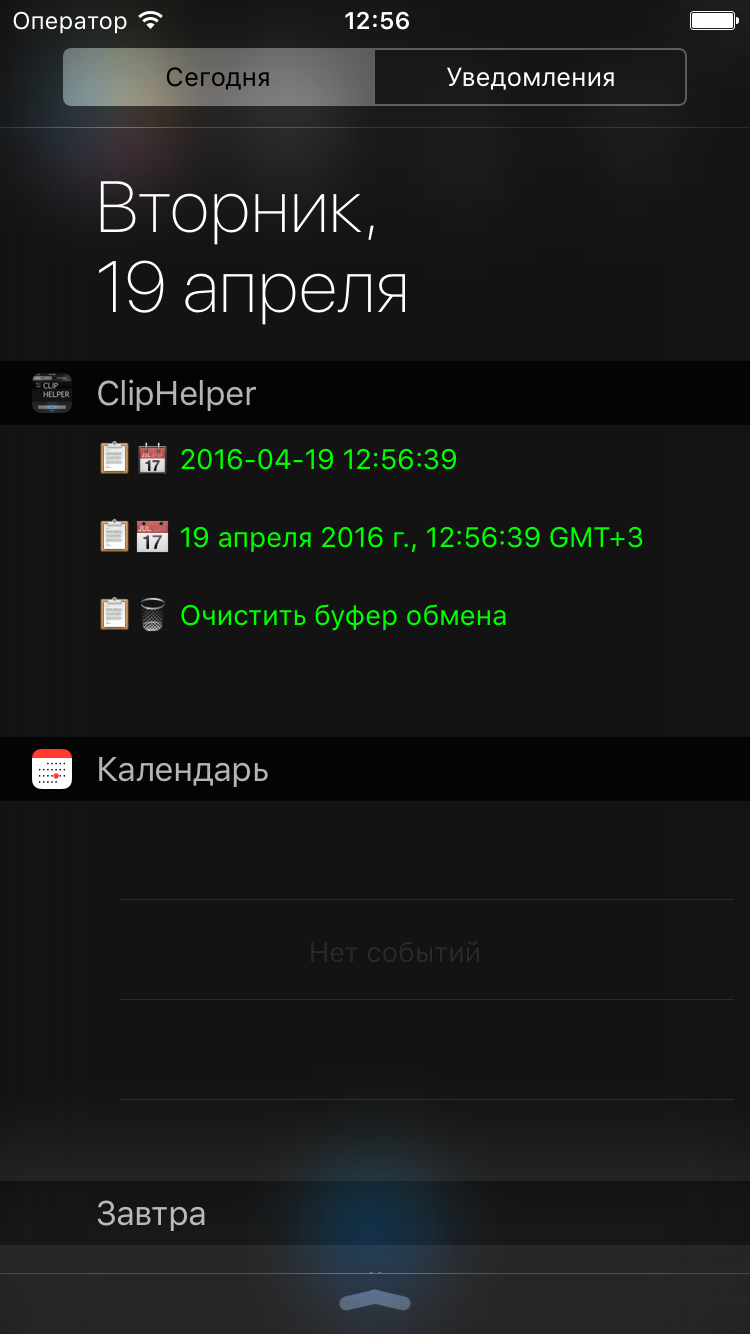 Оператор 12:56
Сегодня Уведомления
Вторник,
19 апреля
CLIP
HELPER
ClipHelper
JUL 17 2016-04-19 12:56:39
JUL 17 19 апреля 2016 г., 12:56:39 GMT+3
Очистить буфер обмена
Календарь
Нет событий
Завтра